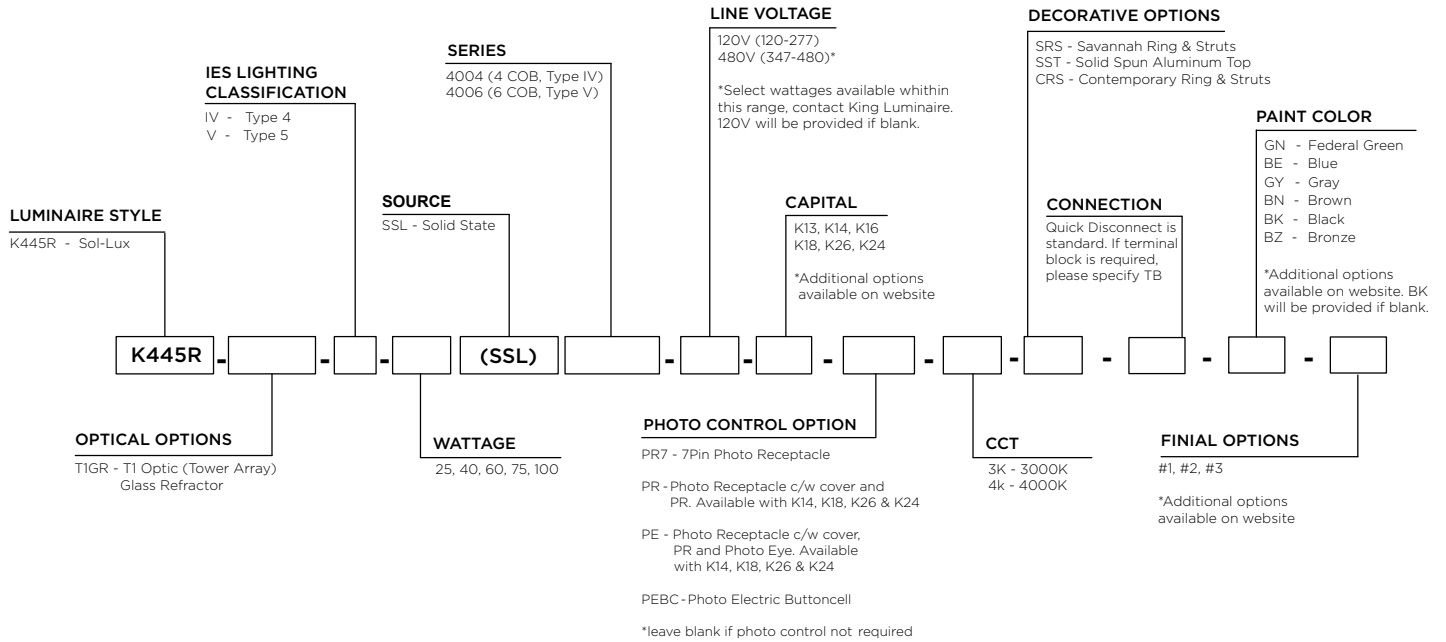 LINE VOLTAGE
120V (120-277)
480V (347-480)*
*Select wattages available whithin
this range, contact King Luminaire.
120V will be provided if blank.
DECORATIVE OPTIONS
SRS - Savannah Ring & Struts
SST - Solid Spun Aluminum Top
CRS - Contemporary Ring & Struts
SERIES
4004 (4 COB, Type IV)
4006 (6 COB, Type V)
IES LIGHTING
CLASSIFICATION
IV - Type 4
V - Type 5
PAINT COLOR
GN - Federal Green
BE - Blue
GY - Gray
BN - Brown
BK - Black
BZ - Bronze
*Additional options
available on website. BK
will be provided if blank.
LUMINAIRE STYLE
K445R - Sol-Lux
SOURCE
SSL - Solid State
CAPITAL
K13, K14, K16
K18, K26, K24
*Additional options
available on website
CONNECTION
Quick Disconnect is
standard. If terminal
block is required,
please specify TB
K445R - - - (SSL) - - - - - - - -
OPTICAL OPTIONS
T1GR - T1 Optic (Tower Array)
Glass Refractor
WATTAGE
25, 40, 60, 75, 100
PHOTO CONTROL OPTION
PR7 - 7Pin Photo Receptacle
PR - Photo Receptacle c/w cover and
PR. Available with K14, K18, K26 & K24
PE - Photo Receptacle c/w cover,
PR and Photo Eye. Available
with K14, K18, K26 & K24
PEBC - Photo Electric Buttoncell
*leave blank if photo control not required
CCT
3K - 3000K
4k - 4000K
FINIAL OPTIONS
#1, #2, #3
*Additional options
available on website